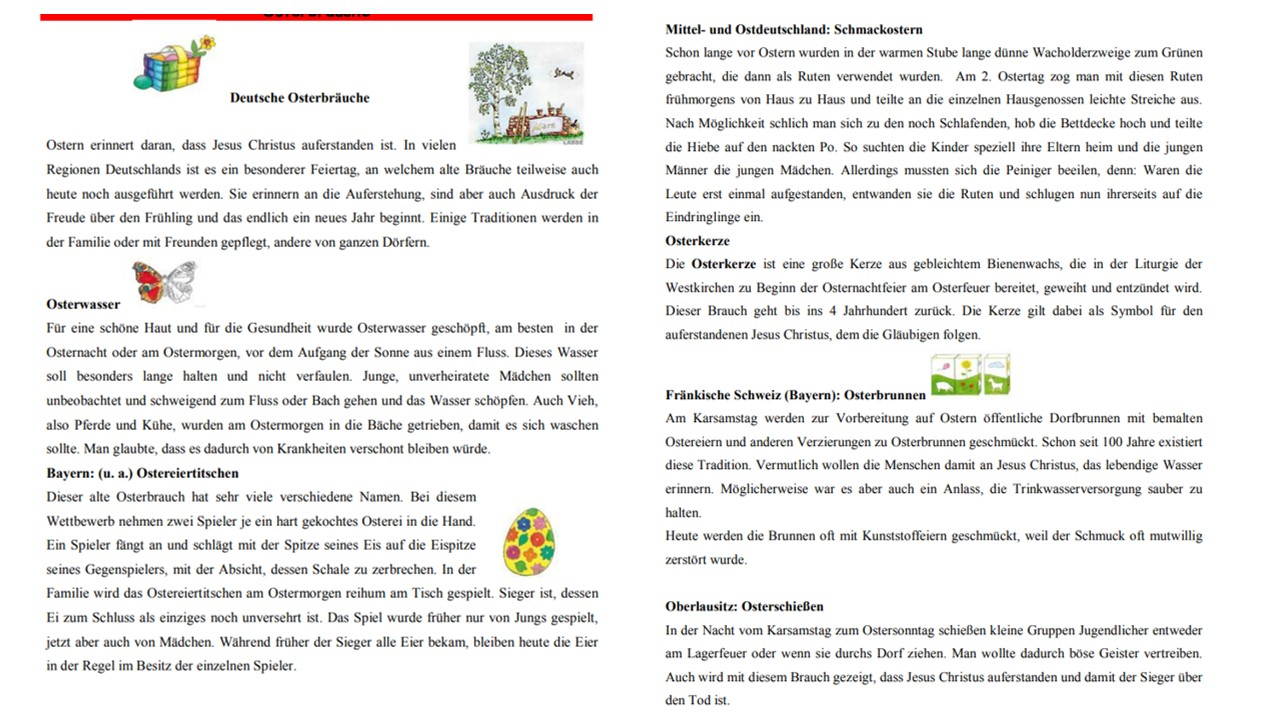 Deutsche Osterbräuche
Ostern erinnert daran, dass Jesus Christus auferstanden ist. In vielen
Regionen Deutschlands ist es ein besonderer Feiertag, an welchem alte Bräuche teilweise auch
heute noch ausgeführt werden. Sie erinnern an die Auferstehung, sind aber auch Ausdruck der
Freude über den Frühling und das endlich ein neues Jahr beginnt. Einige Traditionen werden in
der Familie oder mit Freunden gepflegt, andere von ganzen Dörfern.
Osterwasser
Für eine schöne Haut und für die Gesundheit wurde Osterwasser geschöpft, am besten in der
Osternacht oder am Ostermorgen, vor dem Aufgang der Sonne aus einem Fluss. Dieses Wasser
soll besonders lange halten und nicht verfaulen. Junge, unverheiratete Mädchen sollten
unbeobachtet und schweigend zum Fluss oder Bach gehen und das Wasser schöpfen. Auch Vieh,
also Pferde und Kühe, wurden am Ostermorgen in die Bäche getrieben, damit es sich waschen
sollte. Man glaubte, dass es dadurch von Krankheiten verschont bleiben würde.
Bayern: (u. a.) Ostereiertitschen
Dieser alte Osterbrauch hat sehr viele verschiedene Namen. Bei diesem
Wettbewerb nehmen zwei Spieler je ein hart gekochtes Osterei in die Hand.
Ein Spieler fängt an und schlägt mit der Spitze seines Eis auf die Eispitze
seines Gegenspielers, mit der Absicht, dessen Schale zu zerbrechen. In der
Familie wird das Ostereiertitschen am Ostermorgen reihum am Tisch gespielt. Sieger ist, dessen
Ei zum Schluss als einziges noch unversehrt ist. Das Spiel wurde früher nur von Jungs gespielt,
jetzt aber auch von Mädchen. Während früher der Sieger alle Eier bekam, bleiben heute die Eier
in der Regel im Besitz der einzelnen Spieler.
Mittel- und Ostdeutschland: Schmackostern
Schon lange vor Ostern wurden in der warmen Stube lange dünne Wacholderzweige zum Grünen
gebracht, die dann als Ruten verwendet wurden. Am 2. Ostertag zog man mit diesen Ruten
frühmorgens von Haus zu Haus und teilte an die einzelnen Hausgenossen leichte Streiche aus.
Nach Möglichkeit schlich man sich zu den noch Schlafenden, hob die Bettdecke hoch und teilte
die Hiebe auf den nackten Po. So suchten die Kinder speziell ihre Eltern heim und die jungen
Männer die jungen Mädchen. Allerdings mussten sich die Peiniger beeilen, denn: Waren die
Leute erst einmal aufgestanden, entwanden sie die Ruten und schlugen nun ihrerseits auf die
Eindringlinge ein.
Osterkerze
Die Osterkerze ist eine große Kerze aus gebleichtem Bienenwachs, die in der Liturgie der
Westkirchen zu Beginn der Osternachtfeier am Osterfeuer bereitet, geweiht und entzündet wird.
Dieser Brauch geht bis ins 4 Jahrhundert zurück. Die Kerze gilt dabei als Symbol für den
auferstandenen Jesus Christus, dem die Gläubigen folgen.
Fränkische Schweiz (Bayern): Osterbrunnen
Am Karsamstag werden zur Vorbereitung auf Ostern öffentliche Dorfbrunnen mit bemalten
Ostereiern und anderen Verzierungen zu Osterbrunnen geschmückt. Schon seit 100 Jahre existiert
diese Tradition. Vermutlich wollen die Menschen damit an Jesus Christus, das lebendige Wasser
erinnern. Möglicherweise war es aber auch ein Anlass, die Trinkwasserversorgung sauber zu
halten.
Heute werden die Brunnen oft mit Kunststoffeiern geschmückt, weil der Schmuck oft mutwillig
zerstört wurde.
Oberlausitz: Osterschießen
In der Nacht vom Karsamstag zum Ostersonntag schießen kleine Gruppen Jugendlicher entweder
am Lagerfeuer oder wenn sie durchs Dorf ziehen. Man wollte dadurch böse Geister vertreiben.
Auch wird mit diesem Brauch gezeigt, dass Jesus Christus auferstanden und damit der Sieger über
den Tod ist.